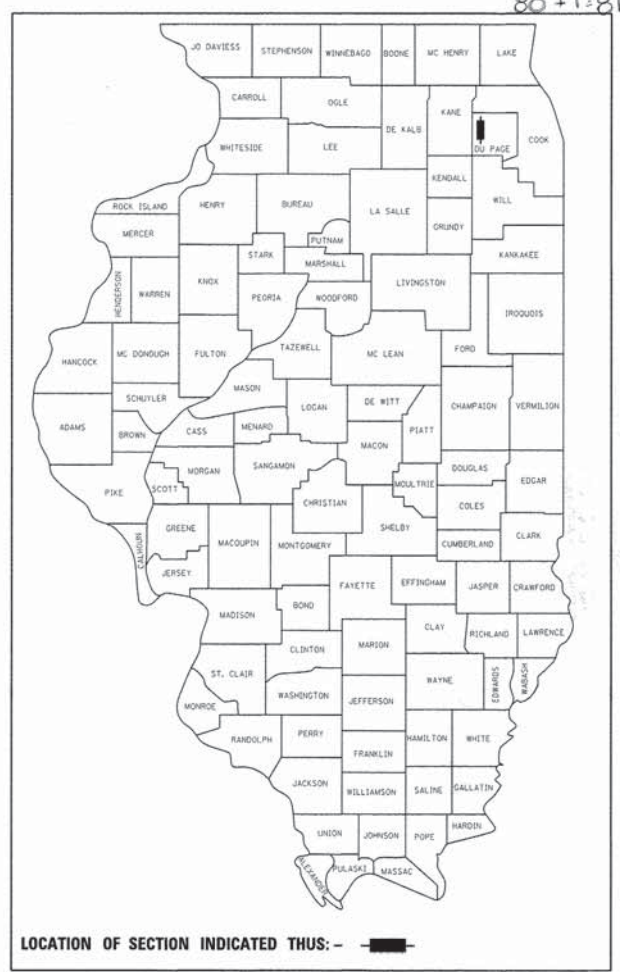 80+1=81
JO DAVIESS STEPHENSON WINNEBAGO BOONE MC HENRY LAKE
CARROLL OGLE KANE
DE KALB COOK
WHITESIDE LEE DU PAGE
KENDALL
ROCK ISLAND HENRY BUREAU LA SALLE WILL
MERCER GRUNDY
PUTNAM
STARK MARSHALL KANKAKEE
HENDERSON WARREN KNOX PEORIA WOODFORD LIVINGSTON
IROQUOIS
TAZEWELL FORD
HANCOCK MC DONOUGH FULTON MC LEAN
MASON
SCHUYLER LOGAN DE WITT CHAMPAIGN VERMILION
ADAMS BROWN CASS MENARD PIATT
MACON
MORGAN SANGAMON DOUGLAS
PIKE SCOTT MOULTRIE EDGAR
CHRISTIAN COLES
GREENE SHELBY
CALHOUN MACOUPIN MONTGOMERY CUMBERLAND CLARK
JERSEY
FAYETTE EFFINGHAM JASPER CRAWFORD
MADISON BOND
CLAY RICHLAND LAWRENCE
CLINTON MARION
ST. CLAIR WAYNE EDWARDS WABASH
MONROE WASHINGTON JEFFERSON
RANDOLPH PERRY HAMILTON WHITE
FRANKLIN
JACKSON WILLIAMSON SALINE GALLATIN
UNION JOHNSON POPE HARDIN
ALEXANDER PULASKI MASSAC
LOCATION OF SECTION INDICATED THUS: -